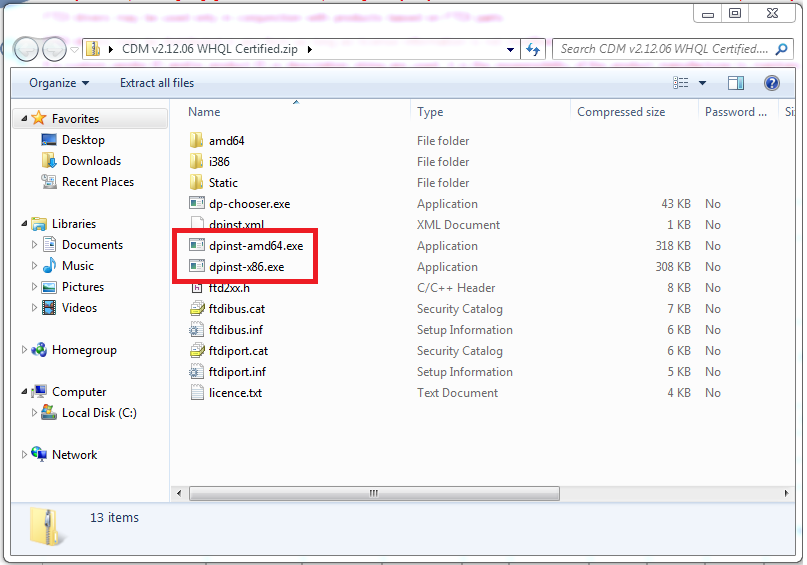 CDM v2.12.06 WHQL Certified.zip
Search CDM v2.12.06 WHQL Certified....
Organize Extract all files
Name Type Compressed size Password ... Si
Favorites
Desktop
Downloads
Recent Places
Libraries
Documents
Music
Pictures
Videos
Homegroup
Computer
Local Disk (C:)
Network
amd64 File folder
i386 File folder
Static File folder
dp-chooser.exe Application 43 KB No
dpinst.xml XML Document 1 KB No
dpinst-amd64.exe Application 318 KB No
dpinst-x86.exe Application 308 KB No
ftd2xx.h C/C++ Header 8 KB No
ftdibus.cat Security Catalog 7 KB No
ftdibus.inf Setup Information 6 KB No
ftdiport.cat Security Catalog 6 KB No
ftdiport.inf Setup Information 5 KB No
licence.txt Text Document 4 KB No
13 items